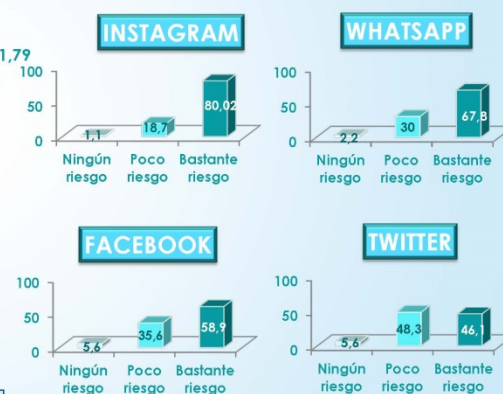 1,79
INSTAGRAM
100
50
0
1,1
18,7
80,02
Ningún riesgo
Poco riesgo
Bastante riesgo
WHATSAPP
100
50
0
2,2
30
67,8
Ningún riesgo
Poco riesgo
Bastante riesgo
FACEBOOK
100
50
0
5,6
35,6
58,9
Ningún riesgo
Poco riesgo
Bastante riesgo
TWITTER
100
50
0
5,6
48,3
46,1
Ningún riesgo
Poco riesgo
Bastante riesgo